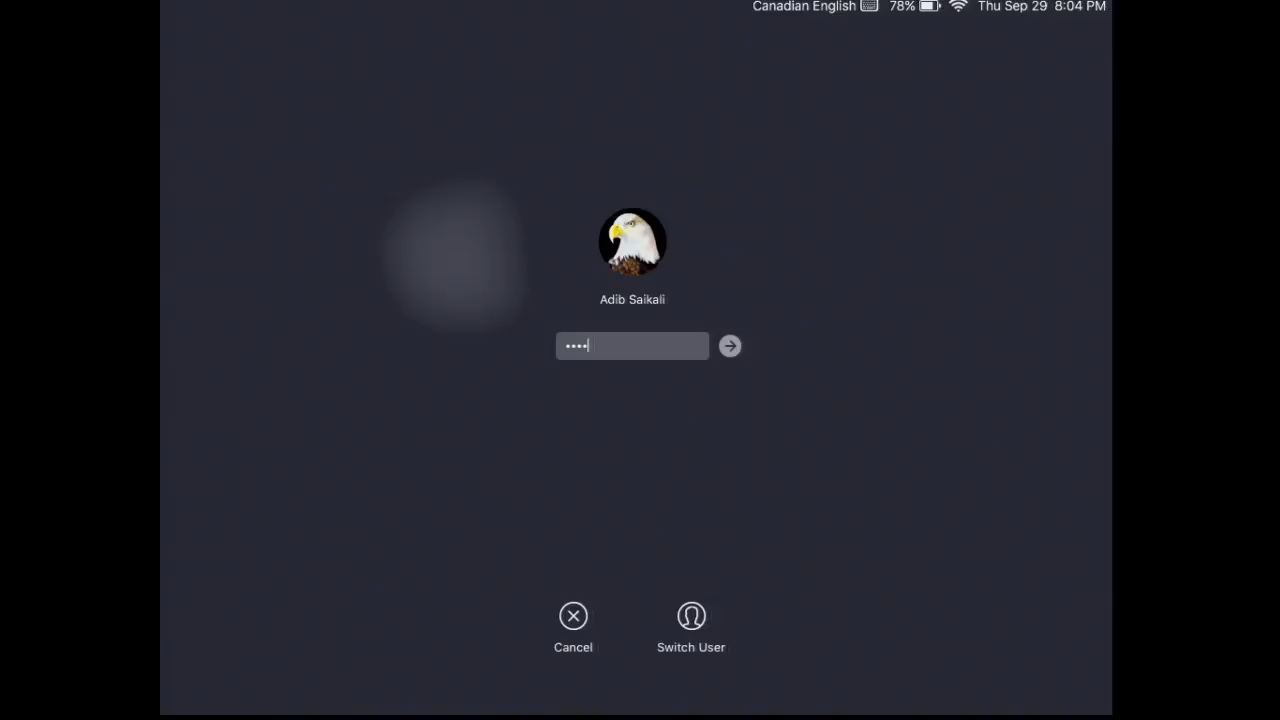 Canadian English 78% Thu Sep 29 8:04 PM
Adib Saikali
••••
Cancel Switch User